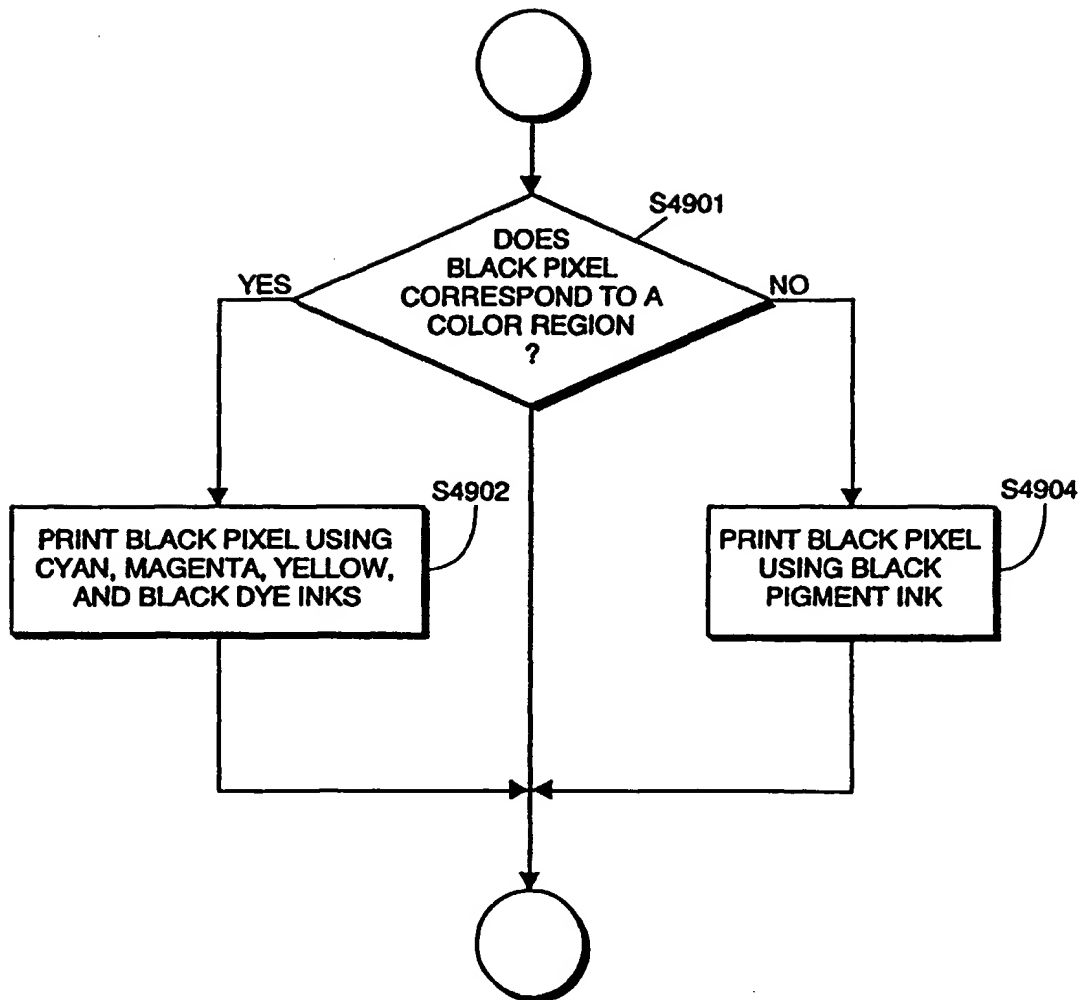 S4901
DOES
BLACK PIXEL
CORRESPOND TO A
COLOR REGION
?
YES
NO
S4902
PRINT BLACK PIXEL USING
CYAN, MAGENTA, YELLOW,
AND BLACK DYE INKS
S4904
PRINT BLACK PIXEL
USING BLACK
PIGMENT INK